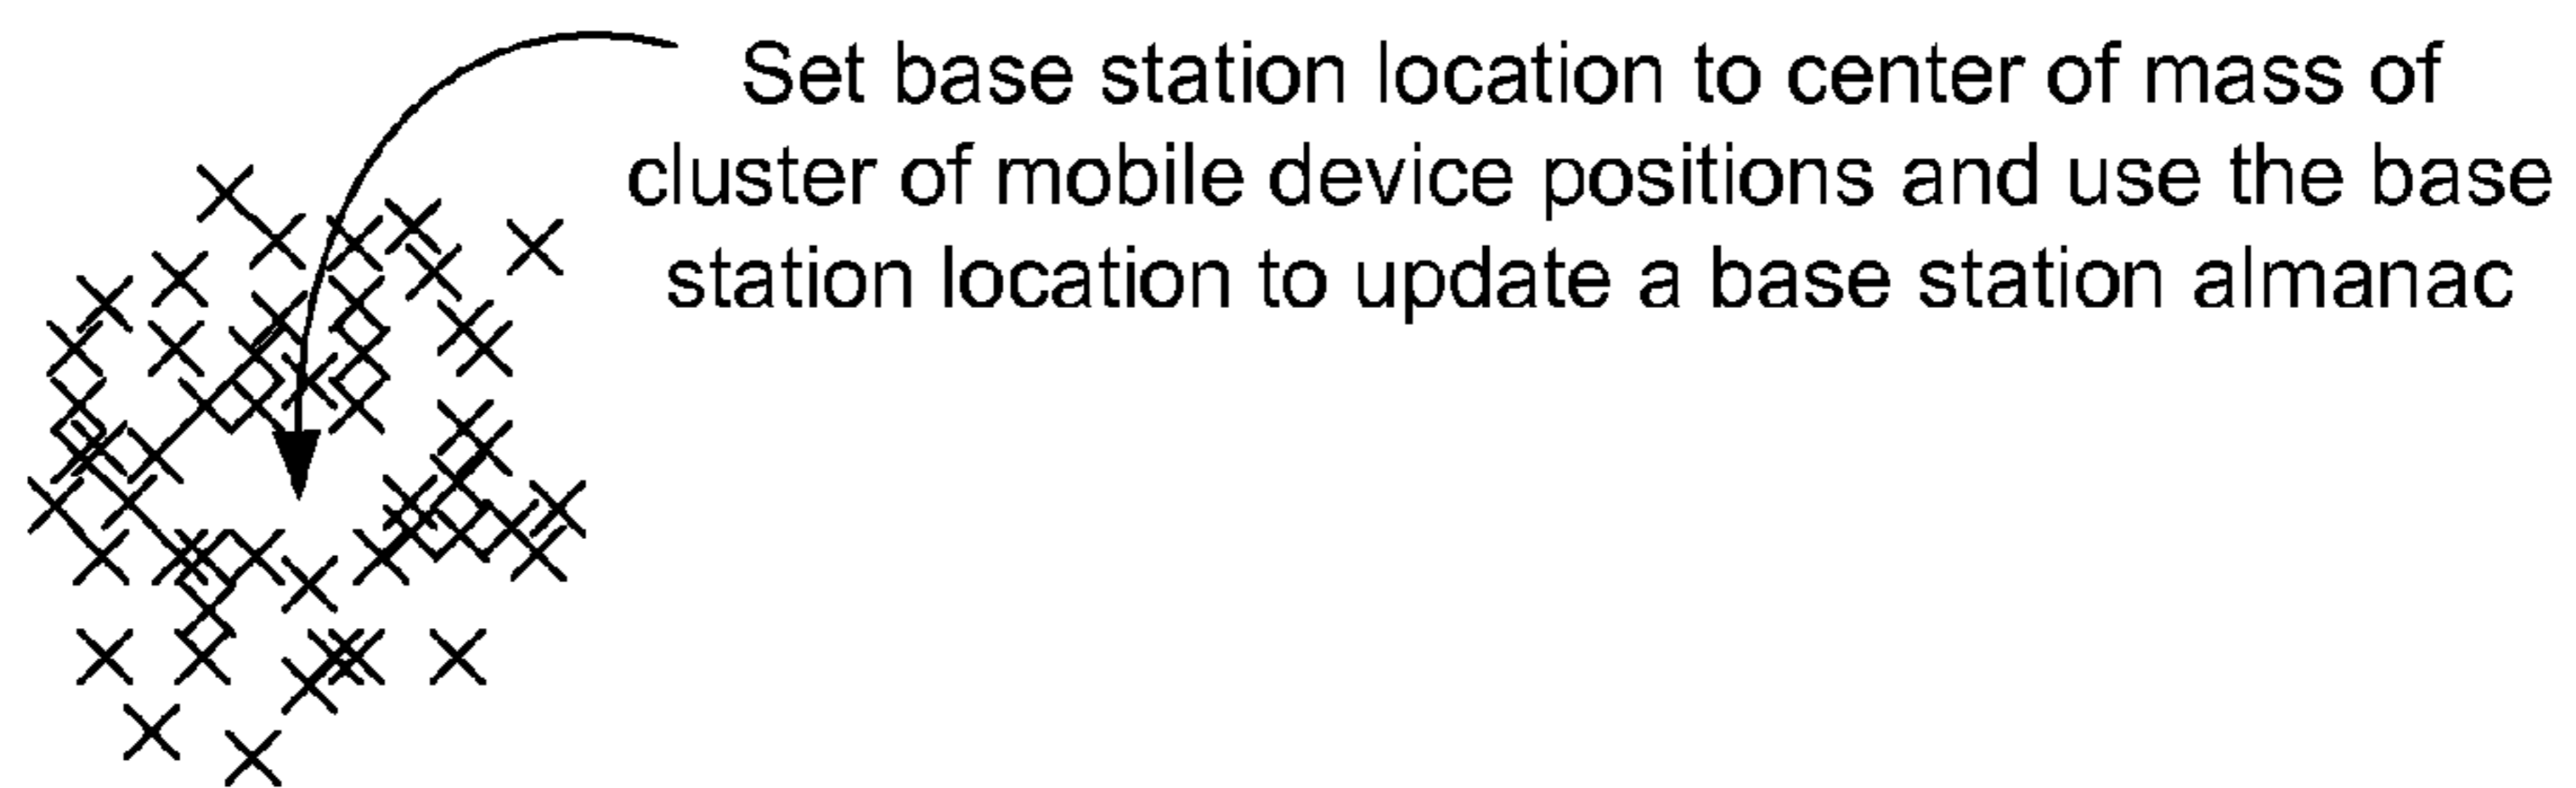 Set base station location to center of mass of
cluster of mobile device positions and use the base
station location to update a base station almanac